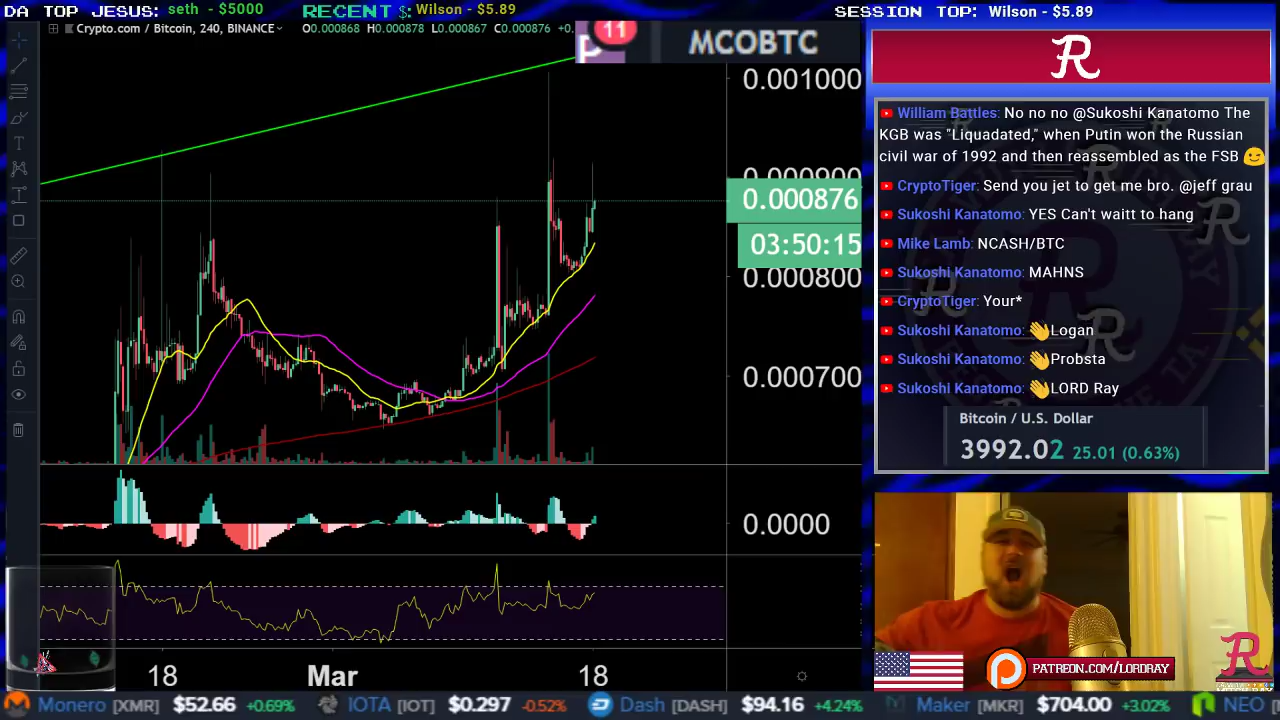 DA TOP JESUS: seth - $5000
RECENT $: Wilson - $5.89
SESSION TOP: Wilson - $5.89
Crypto.com / Bitcoin, 240, BINANCE
O0.000868 H0.000878 L0.000867 C0.000876 +0.
11
MCOBTC
0.001000
0.000900
0.000876
03:50:15
0.000800
0.000700
0.0000
18
Mar
18
R
William Battles: No no no @Sukoshi Kanatomo The
KGB was "Liquadated," when Putin won the Russian
civil war of 1992 and then reassembled as the FSB
CryptoTiger: Send you jet to get me bro. @jeff grau
Sukoshi Kanatomo: YES Can't waitt to hang
Mike Lamb: NCASH/BTC
Sukoshi Kanatomo: MAHNS
CryptoTiger: Your*
Sukoshi Kanatomo: 👋Logan
Sukoshi Kanatomo: 👋Probsta
Sukoshi Kanatomo: 👋LORD Ray
Bitcoin / U.S. Dollar
3992.02 25.01 (0.63%)
PATREON.COM/LORDRAY
R
Monero [XMR] $52.66 +0.69%
IOTA [IOT] $0.297 -0.52%
Dash [DASH] $94.16 +4.24%
Maker [MKR] $704.00 +3.02%
NEO [